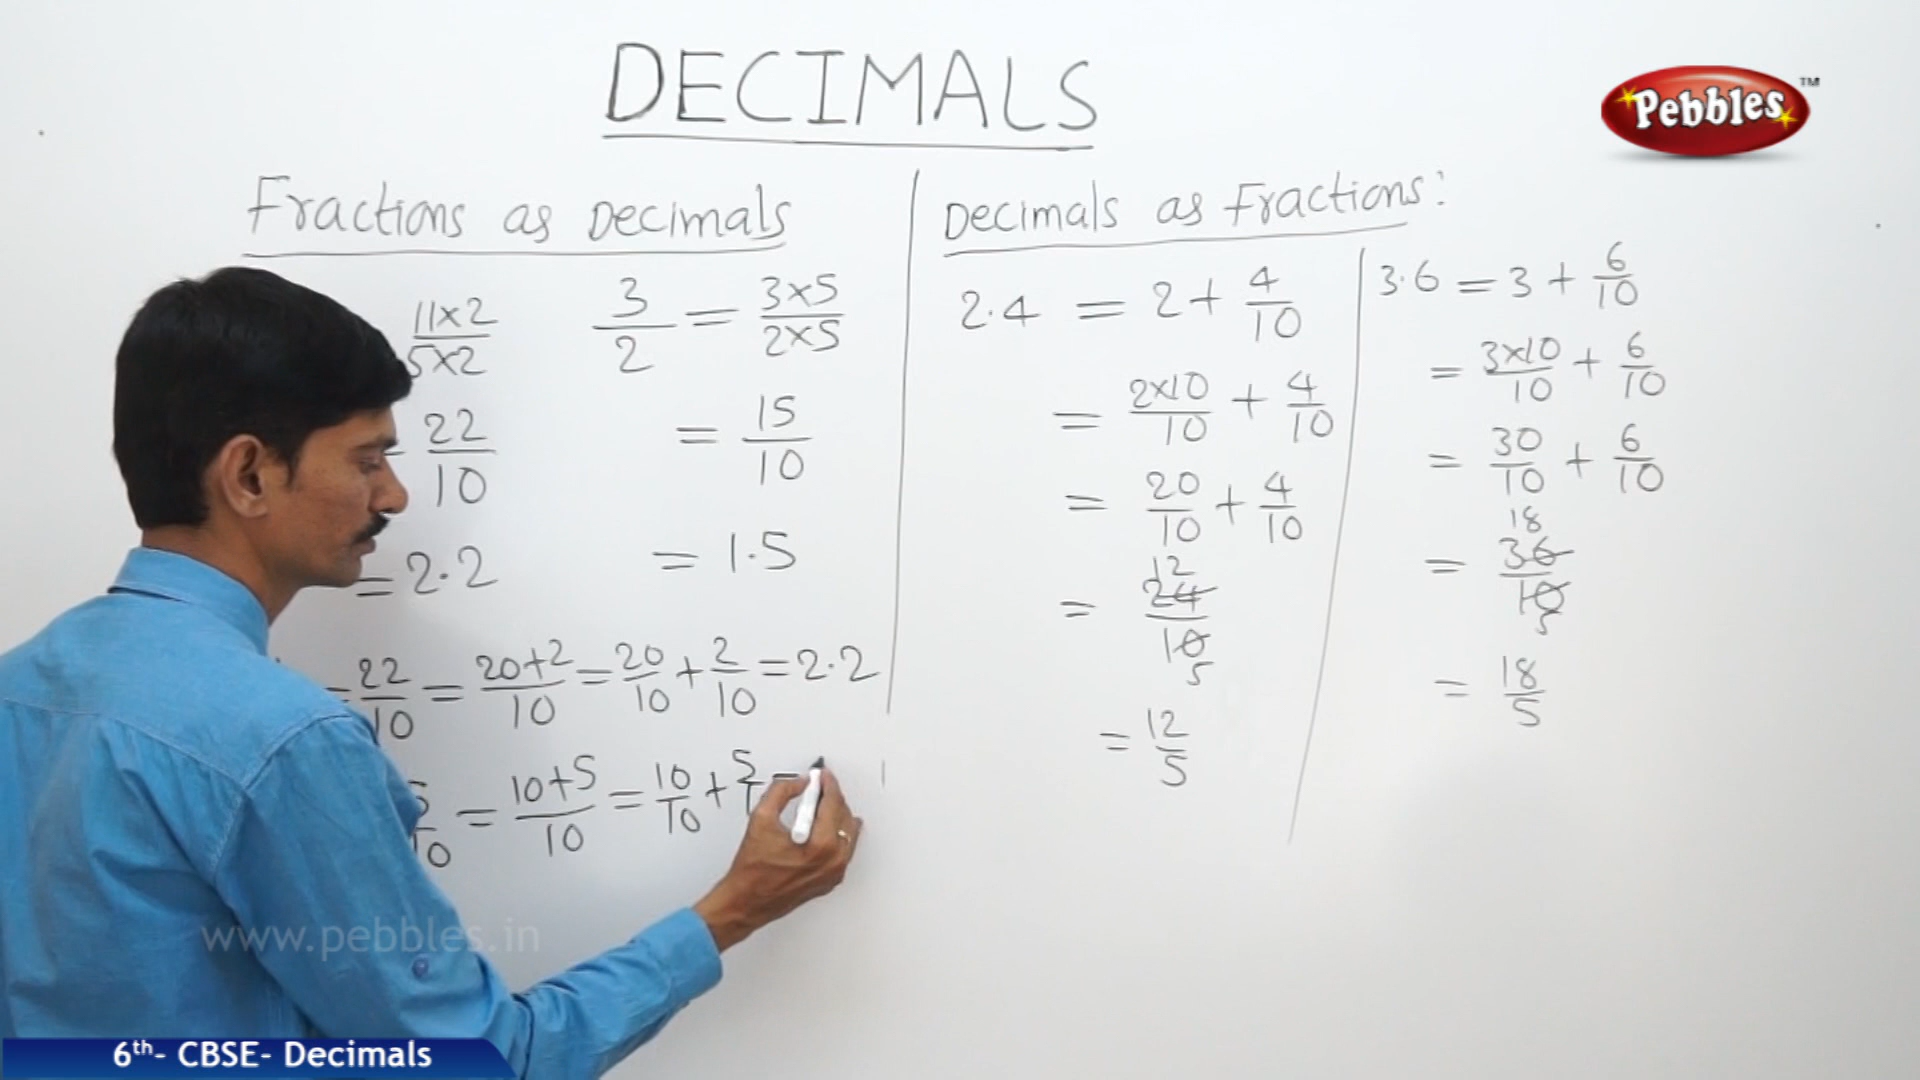 DECIMALS
Pebbles™
Fractions as Decimals
11×2/5×2
= 22/10
= 2.2
3/2 = 3×5/2×5
= 15/10
= 1.5
= 22/10 = 20+2/10 = 20/10 + 2/10 = 2.2
= 10+5/10 = 10/10 + 5/
Decimals as Fractions:
2.4 = 2 + 4/10
= 2×10/10 + 4/10
= 20/10 + 4/10
12
= 24/10
5
= 12/5
3.6 = 3 + 6/10
= 3×10/10 + 6/10
= 30/10 + 6/10
18
= 36/10
5
= 18/5
www.pebbles.in
6th- CBSE- Decimals